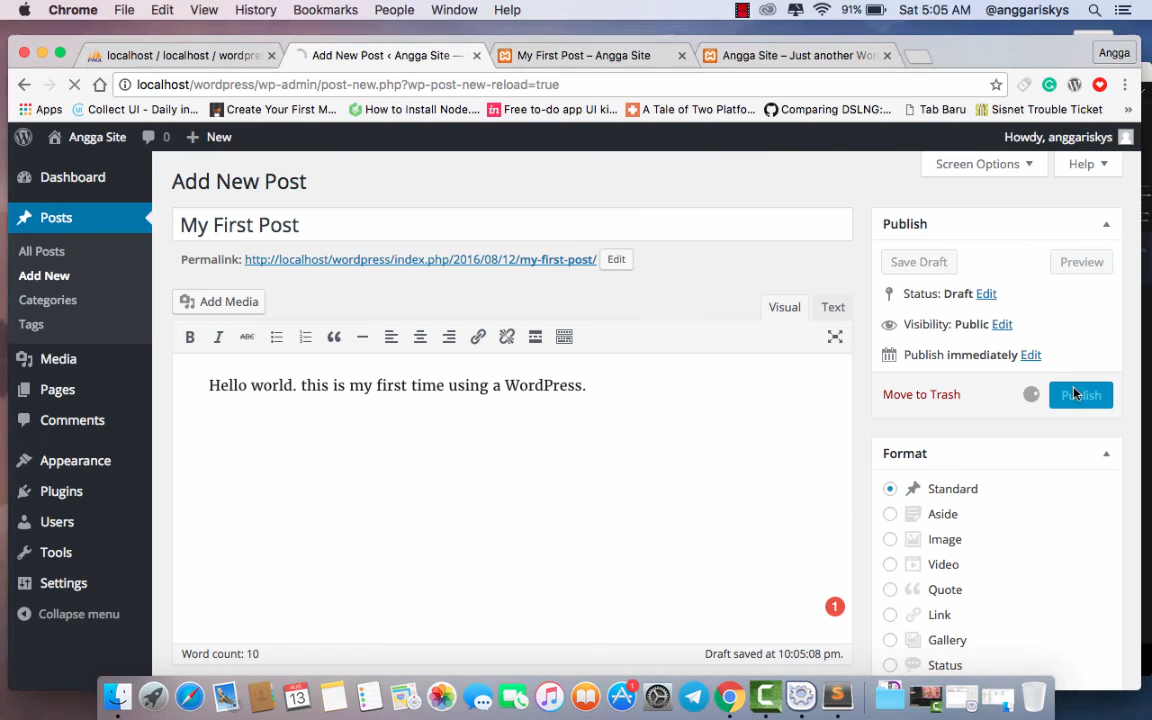 Chrome File Edit View History Bookmarks People Window Help 91% Sat 5:05 AM @anggariskys
localhost / localhost / wordpre
Add New Post ‹ Angga Site —
My First Post – Angga Site
Angga Site – Just another Wor
Angga
localhost/wordpress/wp-admin/post-new.php?wp-post-new-reload=true
Apps Collect UI - Daily in... Create Your First M... How to Install Node.... Free to-do app UI ki... A Tale of Two Platfo... Comparing DSLNG:... Tab Baru Sisnet Trouble Ticket »
Angga Site 0 New Howdy, anggariskys
Screen Options Help
Dashboard
Posts
All Posts
Add New
Categories
Tags
Media
Pages
Comments
Appearance
Plugins
Users
Tools
Settings
Collapse menu
Add New Post
My First Post
Permalink: http://localhost/wordpress/index.php/2016/08/12/my-first-post/ Edit
Add Media
Visual Text
B I ABC
Hello world. this is my first time using a WordPress.
1
Word count: 10 Draft saved at 10:05:08 pm.
Publish
Save Draft Preview
Status: Draft Edit
Visibility: Public Edit
Publish immediately Edit
Move to Trash Publish
Format
Standard
Aside
Image
Video
Quote
Link
Gallery
Status
AUG
13
1